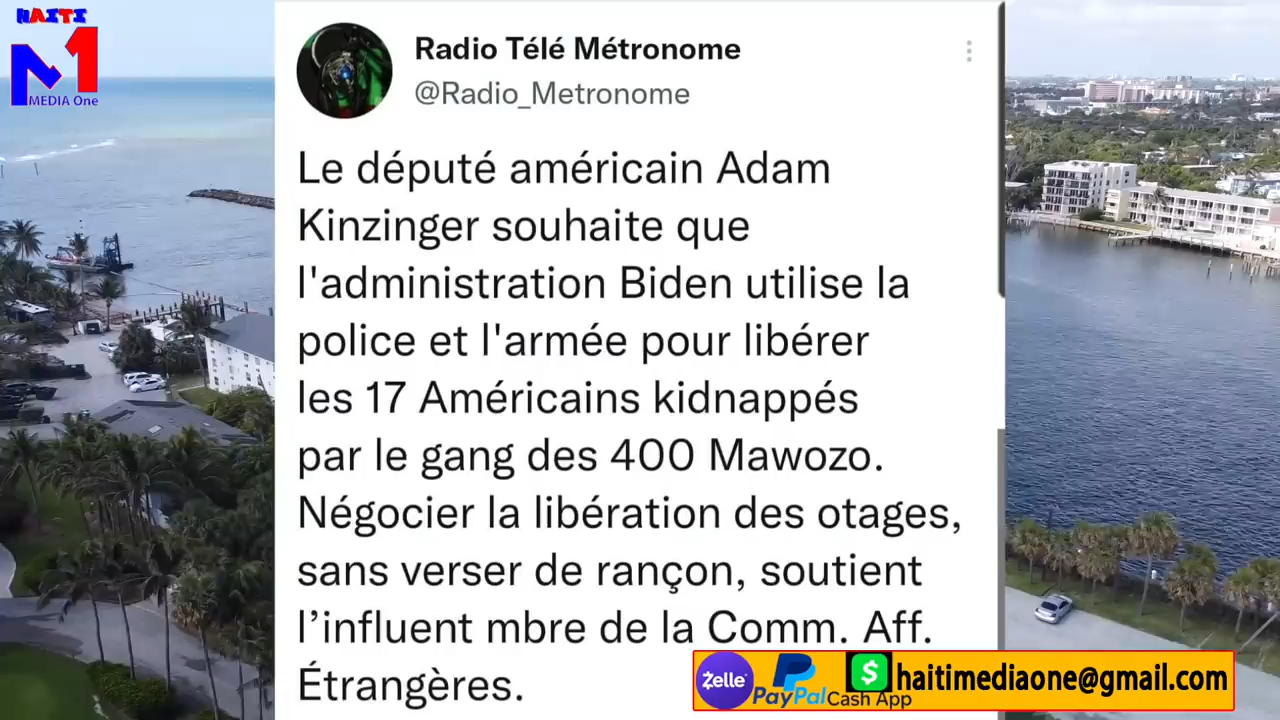 HAITI
M1
MEDIA One
Radio Télé Métronome
@Radio_Metronome
Le député américain Adam
Kinzinger souhaite que
l'administration Biden utilise la
police et l'armée pour libérer
les 17 Américains kidnappés
par le gang des 400 Mawozo.
Négocier la libération des otages,
sans verser de rançon, soutient
l’influent mbre de la Comm. Aff.
Étrangères.
Zelle
PayPal
$
Cash App
haitimediaone@gmail.com